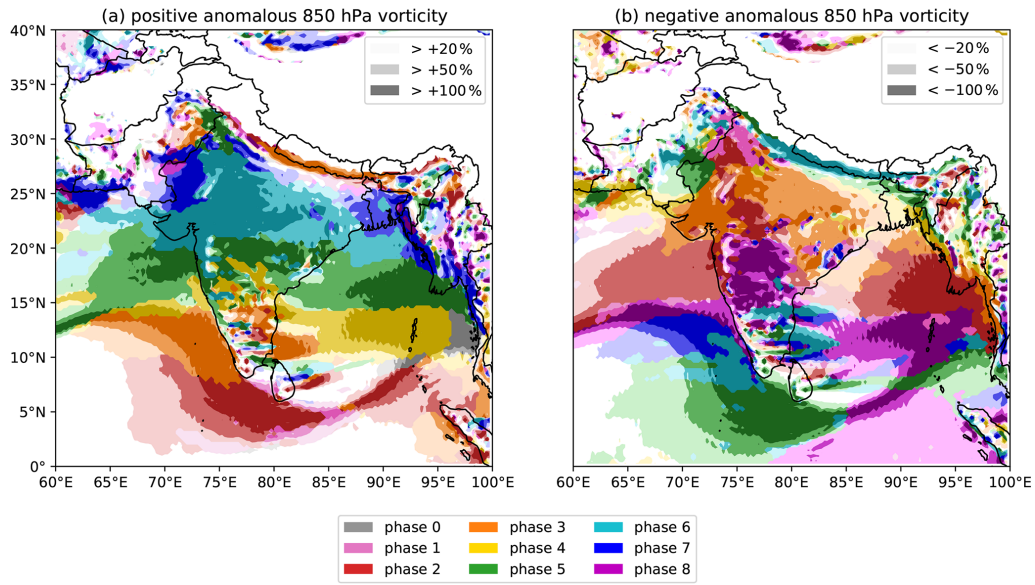 (a) positive anomalous 850 hPa vorticity
(b) negative anomalous 850 hPa vorticity
40°N
35°N
30°N
25°N
20°N
15°N
10°N
5°N
0°
> +20 %
> +50 %
> +100 %
< −20 %
< −50 %
< −100 %
60°E 65°E 70°E 75°E 80°E 85°E 90°E 95°E 100°E
60°E 65°E 70°E 75°E 80°E 85°E 90°E 95°E 100°E
phase 0 phase 3 phase 6
phase 1 phase 4 phase 7
phase 2 phase 5 phase 8